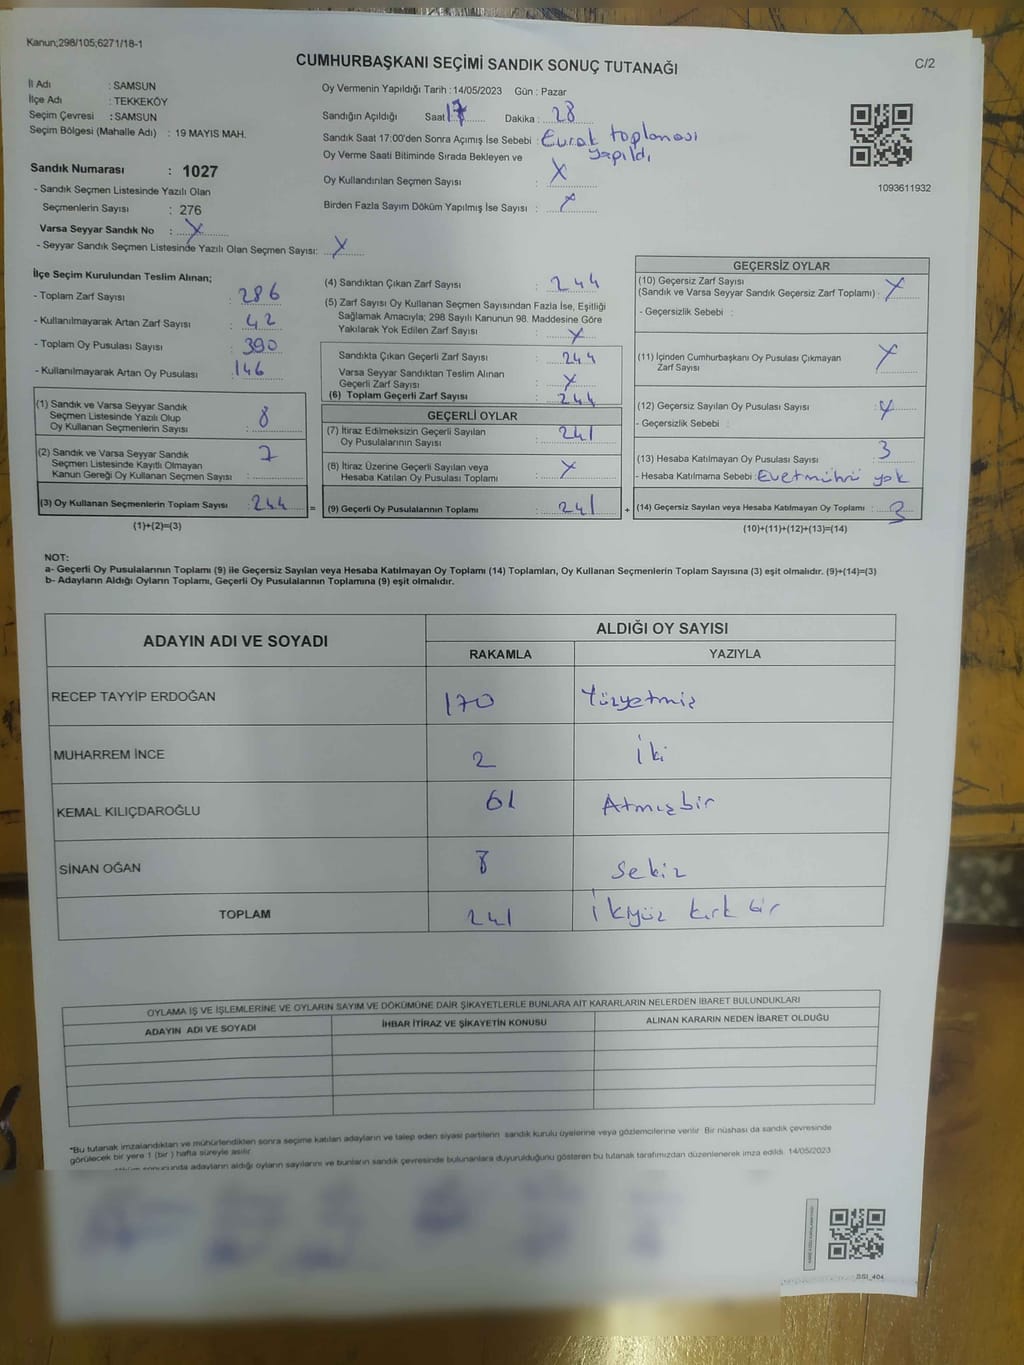 Kanun;298/105;6271/18-1
CUMHURBAŞKANI SEÇİMİ SANDIK SONUÇ TUTANAĞI
C/2
İl Adı : SAMSUN
İlçe Adı : TEKKEKÖY
Seçim Çevresi : SAMSUN
Seçim Bölgesi (Mahalle Adı) : 19 MAYIS MAH.
Sandık Numarası : 1027
- Sandık Seçmen Listesinde Yazılı Olan
Seçmenlerin Sayısı : 276
Varsa Seyyar Sandık No : X
- Seyyar Sandık Seçmen Listesinde Yazılı Olan Seçmen Sayısı: X
Oy Vermenin Yapıldığı Tarih : 14/05/2023 Gün : Pazar
Sandığın Açıldığı Saat 17 Dakika : 28
Sandık Saat 17:00'den Sonra Açımış İse Sebebi : Evrak toplaması
yapıldı
Oy Verme Saati Bitiminde Sırada Bekleyen ve
Oy Kullandırılan Seçmen Sayısı : X
Birden Fazla Sayım Döküm Yapılmış İse Sayısı : X
1093611932
İlçe Seçim Kurulundan Teslim Alınan;
- Toplam Zarf Sayısı : 286
- Kullanılmayarak Artan Zarf Sayısı : 42
- Toplam Oy Pusulası Sayısı : 390
- Kullanılmayarak Artan Oy Pusulası : 146
(1) Sandık ve Varsa Seyyar Sandık
Seçmen Listesinde Yazılı Olup
Oy Kullanan Seçmenlerin Sayısı : 8
(2) Sandık ve Varsa Seyyar Sandık
Seçmen Listesinde Kayıtlı Olmayan
Kanun Gereği Oy Kullanan Seçmen Sayısı : 7
(3) Oy Kullanan Seçmenlerin Toplam Sayısı : 244
(1)+(2)=(3)
(4) Sandıktan Çıkan Zarf Sayısı : 244
(5) Zarf Sayısı Oy Kullanan Seçmen Sayısından Fazla İse, Eşitliği
Sağlamak Amacıyla; 298 Sayılı Kanunun 98. Maddesine Göre
Yakılarak Yok Edilen Zarf Sayısı : X
Sandıkta Çıkan Geçerli Zarf Sayısı : 244
Varsa Seyyar Sandıktan Teslim Alınan
Geçerli Zarf Sayısı : X
(6) Toplam Geçerli Zarf Sayısı : 244
GEÇERLİ OYLAR
(7) İtiraz Edilmeksizin Geçerli Sayılan
Oy Pusulalarının Sayısı : 241
(8) İtiraz Üzerine Geçerli Sayılan veya
Hesaba Katılan Oy Pusulası Toplamı : X
= (9) Geçerli Oy Pusulalarının Toplamı : 241 +
GEÇERSİZ OYLAR
(10) Geçersiz Zarf Sayısı
(Sandık ve Varsa Seyyar Sandık Geçersiz Zarf Toplamı) : X
- Geçersizlik Sebebi :
(11) İçinden Cumhurbaşkanı Oy Pusulası Çıkmayan
Zarf Sayısı : X
(12) Geçersiz Sayılan Oy Pusulası Sayısı : X
- Geçersizlik Sebebi :
(13) Hesaba Katılmayan Oy Pusulası Sayısı : 3
- Hesaba Katılmama Sebebi : Evet mührü yok
(14) Geçersiz Sayılan veya Hesaba Katılmayan Oy Toplamı : 3
(10)+(11)+(12)+(13)=(14)
NOT:
a- Geçerli Oy Pusulalarının Toplamı (9) ile Geçersiz Sayılan veya Hesaba Katılmayan Oy Toplamı (14) Toplamları, Oy Kullanan Seçmenlerin Toplam Sayısına (3) eşit olmalıdır. (9)+(14)=(3)
b- Adayların Aldığı Oyların Toplamı, Geçerli Oy Pusulalarının Toplamına (9) eşit olmalıdır.
ADAYIN ADI VE SOYADI
ALDIĞI OY SAYISI
RAKAMLA YAZIYLA
RECEP TAYYİP ERDOĞAN 170 Yüzyetmiş
MUHARREM İNCE 2 İki
KEMAL KILIÇDAROĞLU 61 Atmışbir
SİNAN OĞAN 8 sekiz
TOPLAM 241 İkiyüz kırk bir
OYLAMA İŞ VE İŞLEMLERİNE VE OYLARIN SAYIM VE DÖKÜMÜNE DAİR ŞİKAYETLERLE BUNLARA AİT KARARLARIN NELERDEN İBARET BULUNDUKLARI
ADAYIN ADI VE SOYADI İHBAR İTİRAZ VE ŞİKAYETİN KONUSU ALINAN KARARIN NEDEN İBARET OLDUĞU
*Bu tutanak imzalandıktan ve mühürlendikten sonra seçime katılan adayların ve talep eden siyasi partilerin sandık kurulu üyelerine veya gözlemcilerine verilir. Bir nüshası da sandık çevresinde
görülecek bir yere 1 (bir ) hafta süreyle asılır.
sonucunda adayların aldığı oyların sayılarını ve bunların sandık çevresinde bulunanlara duyurulduğunu gösteren bu tutanak tarafımızdan düzenlenerek imza edildi. 14/05/2023
SSI_404